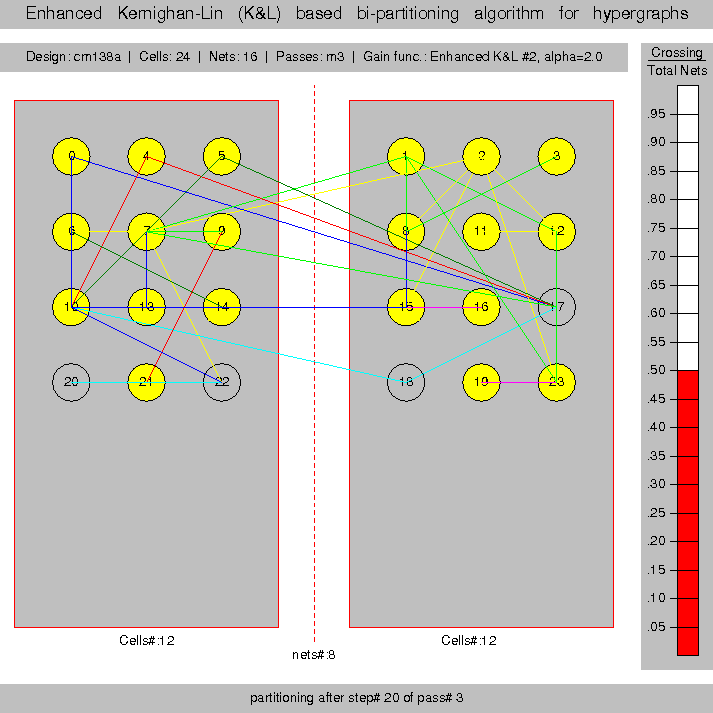 Enhanced Kernighan-Lin (K&L) based bi-partitioning algorithm for hypergraphs
Design: cm138a | Cells: 24 | Nets: 16 | Passes: m3 | Gain func.: Enhanced K&L #2, alpha=2.0
Crossing
Total Nets
.95
.90
.85
.80
.75
.70
.65
.60
.55
.50
.45
.40
.35
.30
.25
.20
.15
.10
.05
0 4 5 1 2 3
6 7 9 8 11 12
10 13 14 15 16 17
20 21 22 18 19 23
Cells#:12 Cells#:12
nets#:8
partitioning after step# 20 of pass# 3